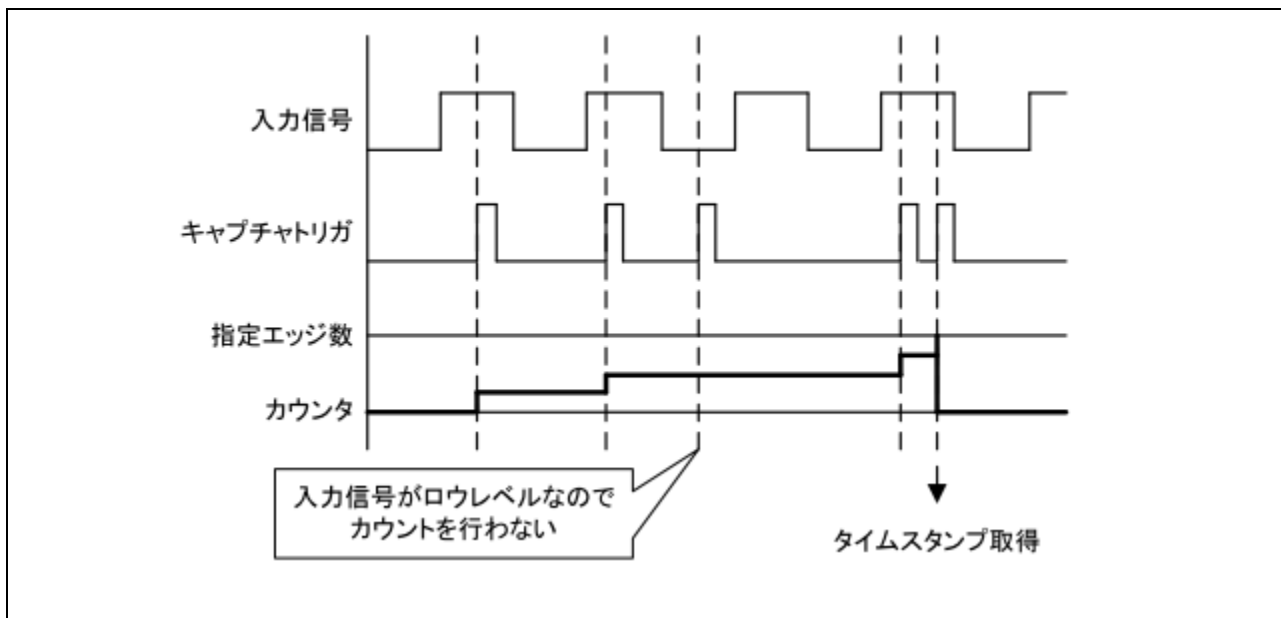 入力信号
キャプチャトリガ
指定エッジ数
カウンタ
入力信号がロウレベルなので
カウントを行わない
タイムスタンプ取得